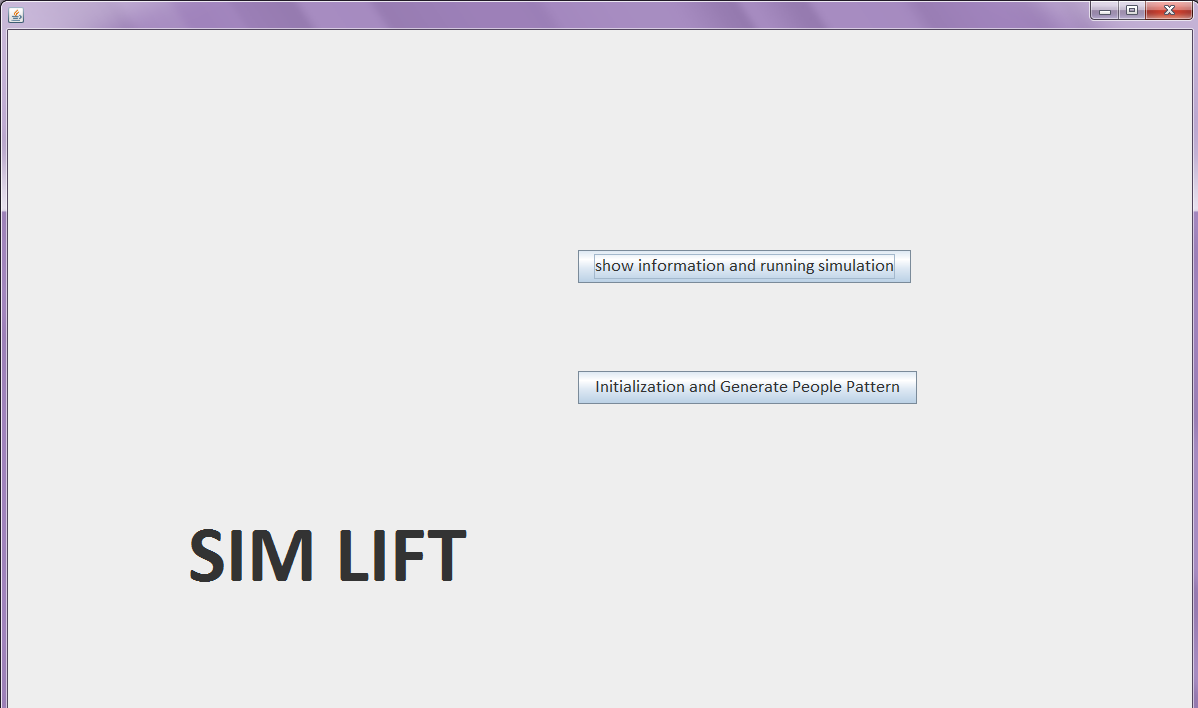 show information and running simulation
Initialization and Generate People Pattern
SIM LIFT